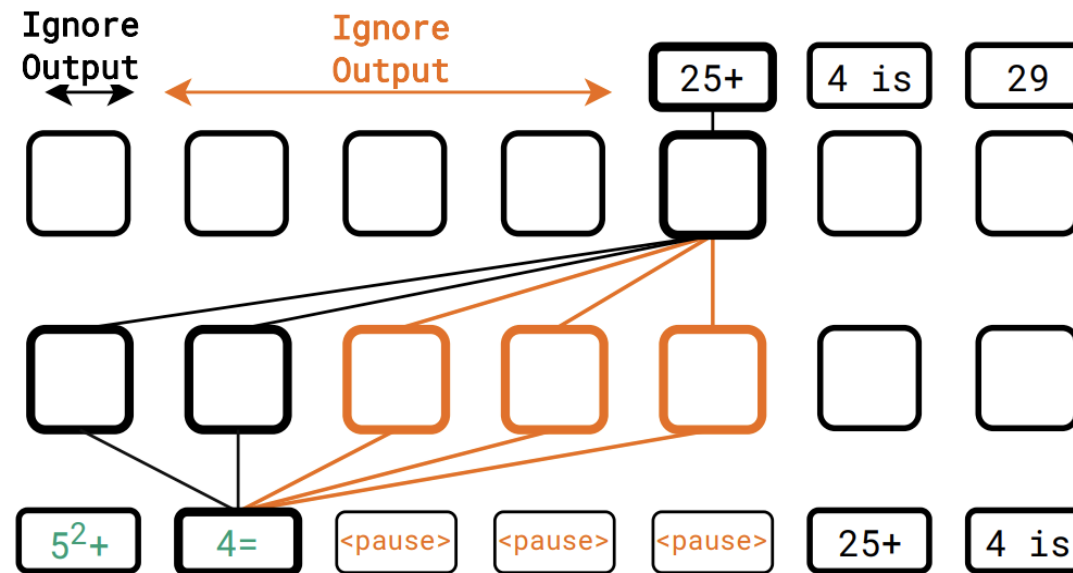 Ignore
Output
Ignore
Output
25+
4 is
29
5²+
4=
<pause>
<pause>
<pause>
25+
4 is